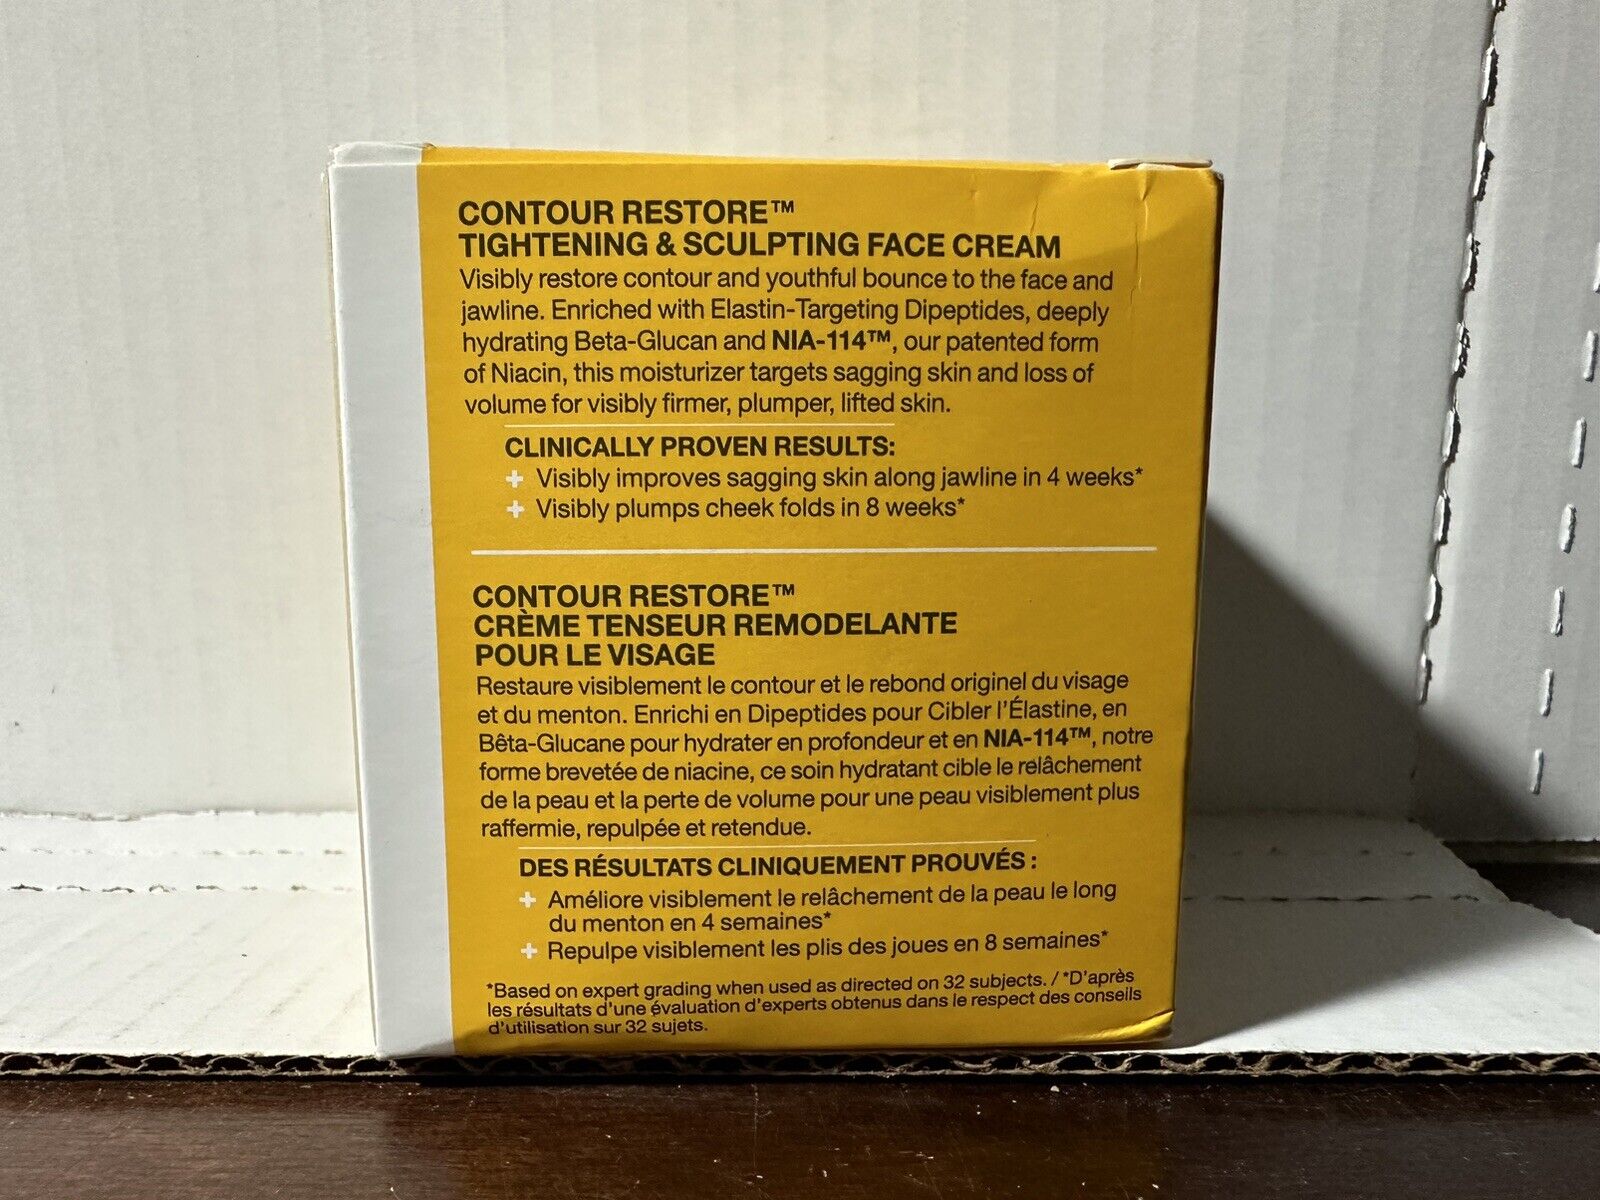 CONTOUR RESTORE™
TIGHTENING & SCULPTING FACE CREAM
Visibly restore contour and youthful bounce to the face and
jawline. Enriched with Elastin-Targeting Dipeptides, deeply
hydrating Beta-Glucan and NIA-114™, our patented form
of Niacin, this moisturizer targets sagging skin and loss of
volume for visibly firmer, plumper, lifted skin.
CLINICALLY PROVEN RESULTS:
+ Visibly improves sagging skin along jawline in 4 weeks*
+ Visibly plumps cheek folds in 8 weeks*
CONTOUR RESTORE™
CRÈME TENSEUR REMODELANTE
POUR LE VISAGE
Restaure visiblement le contour et le rebond originel du visage
et du menton. Enrichi en Dipeptides pour Cibler l'Élastine, en
Bêta-Glucane pour hydrater en profondeur et en NIA-114™, notre
forme brevetée de niacine, ce soin hydratant cible le relâchement
de la peau et la perte de volume pour une peau visiblement plus
raffermie, repulpée et retendue.
DES RÉSULTATS CLINIQUEMENT PROUVÉS :
+ Améliore visiblement le relâchement de la peau le long
du menton en 4 semaines*
+ Repulpe visiblement les plis des joues en 8 semaines*
*Based on expert grading when used as directed on 32 subjects. / *D'après
les résultats d'une évaluation d'experts obtenus dans le respect des conseils
d'utilisation sur 32 sujets.